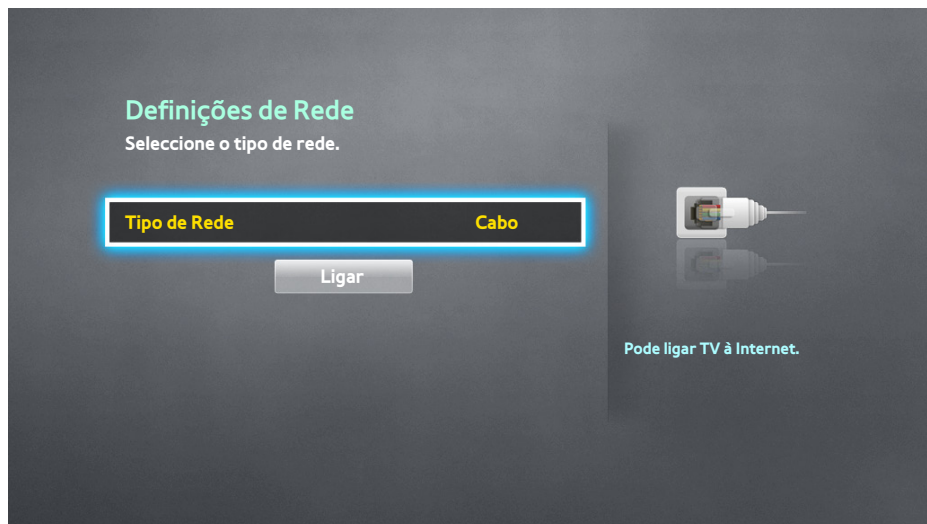 Definições de Rede
Seleccione o tipo de rede.
Tipo de Rede Cabo
Ligar
Pode ligar TV à Internet.